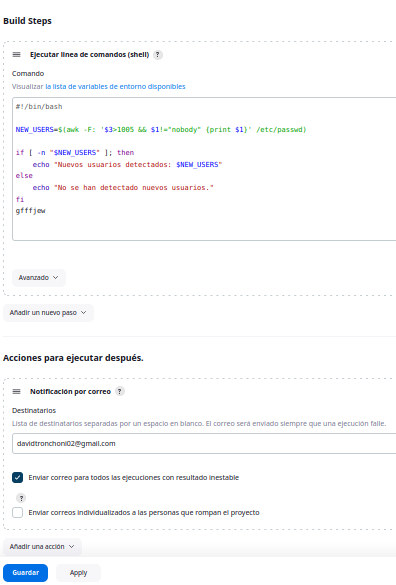 Build Steps
Ejecutar linea de comandos (shell) ?
Comando
Visualizar la lista de variables de entorno disponibles
#!/bin/bash
NEW_USERS=$(awk -F: '$3>1005 && $1!="nobody" {print $1}' /etc/passwd)
if [ -n "$NEW_USERS" ]; then
echo "Nuevos usuarios detectados: $NEW_USERS"
else
echo "No se han detectado nuevos usuarios."
fi
gfffjew
Avanzado
Añadir un nuevo paso
Acciones para ejecutar después.
Notificación por correo ?
Destinatarios
Lista de destinatarios separadas por un espacio en blanco. El correo será enviado siempre que una ejecución falle.
davidtronchoni02@gmail.com
Enviar correo para todos las ejecuciones con resultado inestable
?
Enviar correos individualizados a las personas que rompan el proyecto
Añadir una acción
Guardar Apply